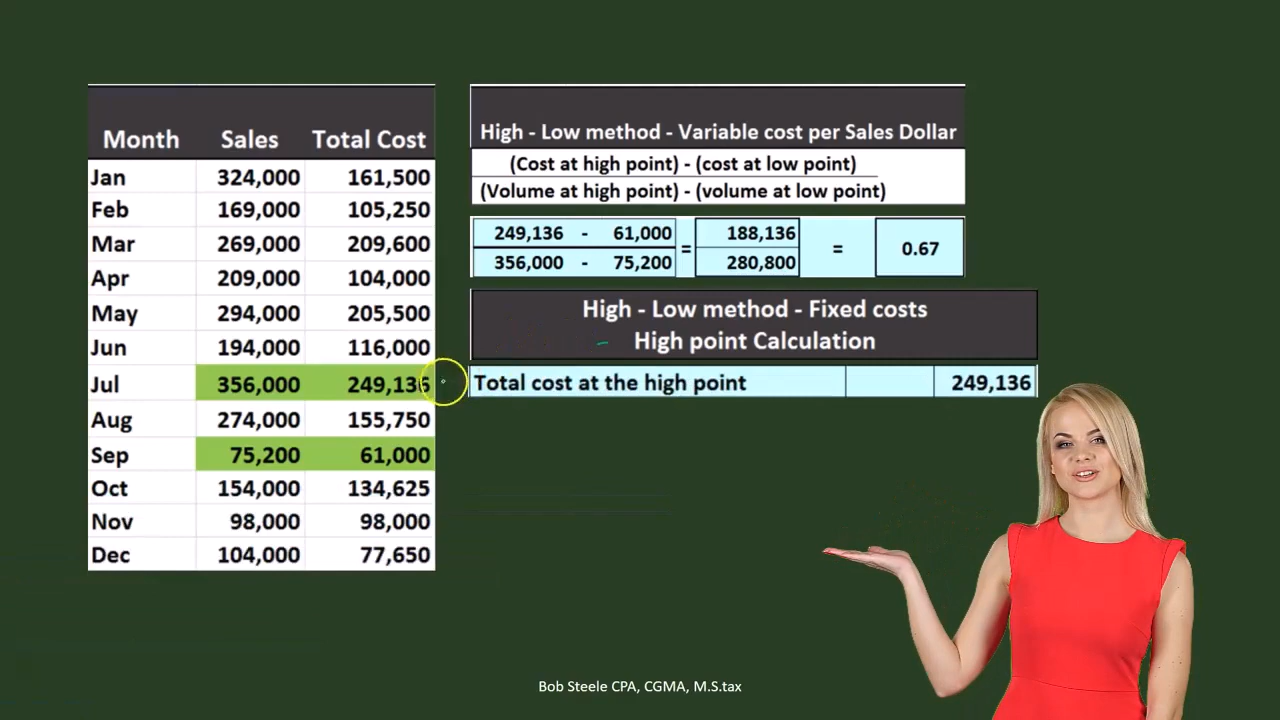 Month Sales Total Cost
Jan 324,000 161,500
Feb 169,000 105,250
Mar 269,000 209,600
Apr 209,000 104,000
May 294,000 205,500
Jun 194,000 116,000
Jul 356,000 249,136
Aug 274,000 155,750
Sep 75,200 61,000
Oct 154,000 134,625
Nov 98,000 98,000
Dec 104,000 77,650
High - Low method - Variable cost per Sales Dollar
(Cost at high point) - (cost at low point)
(Volume at high point) - (volume at low point)
249,136 - 61,000 = 188,136 = 0.67
356,000 - 75,200 280,800
High - Low method - Fixed costs
High point Calculation
Total cost at the high point 249,136
Bob Steele CPA, CGMA, M.S.tax